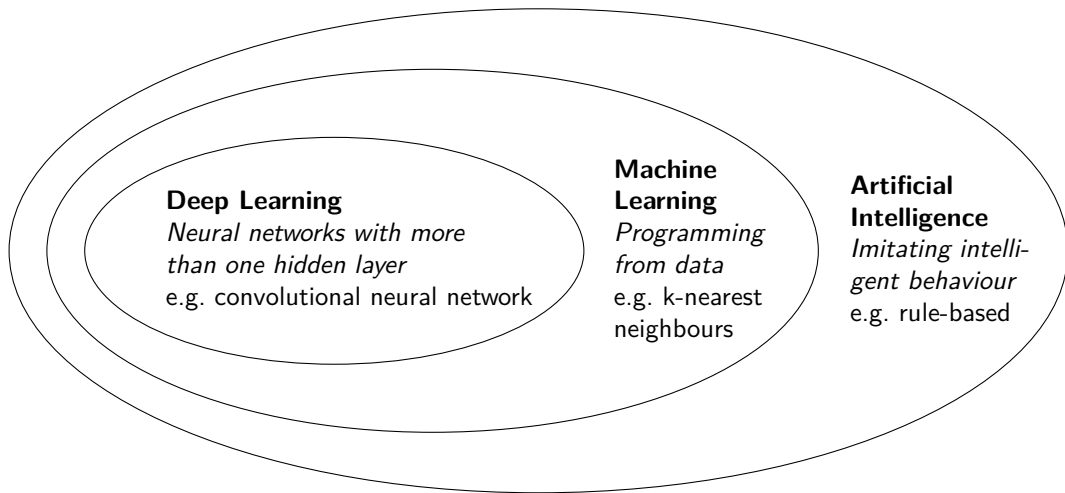 Deep Learning
Neural networks with more
than one hidden layer
e.g. convolutional neural network
Machine
Learning
Programming
from data
e.g. k-nearest
neighbours
Artificial
Intelligence
Imitating intelli-
gent behaviour
e.g. rule-based